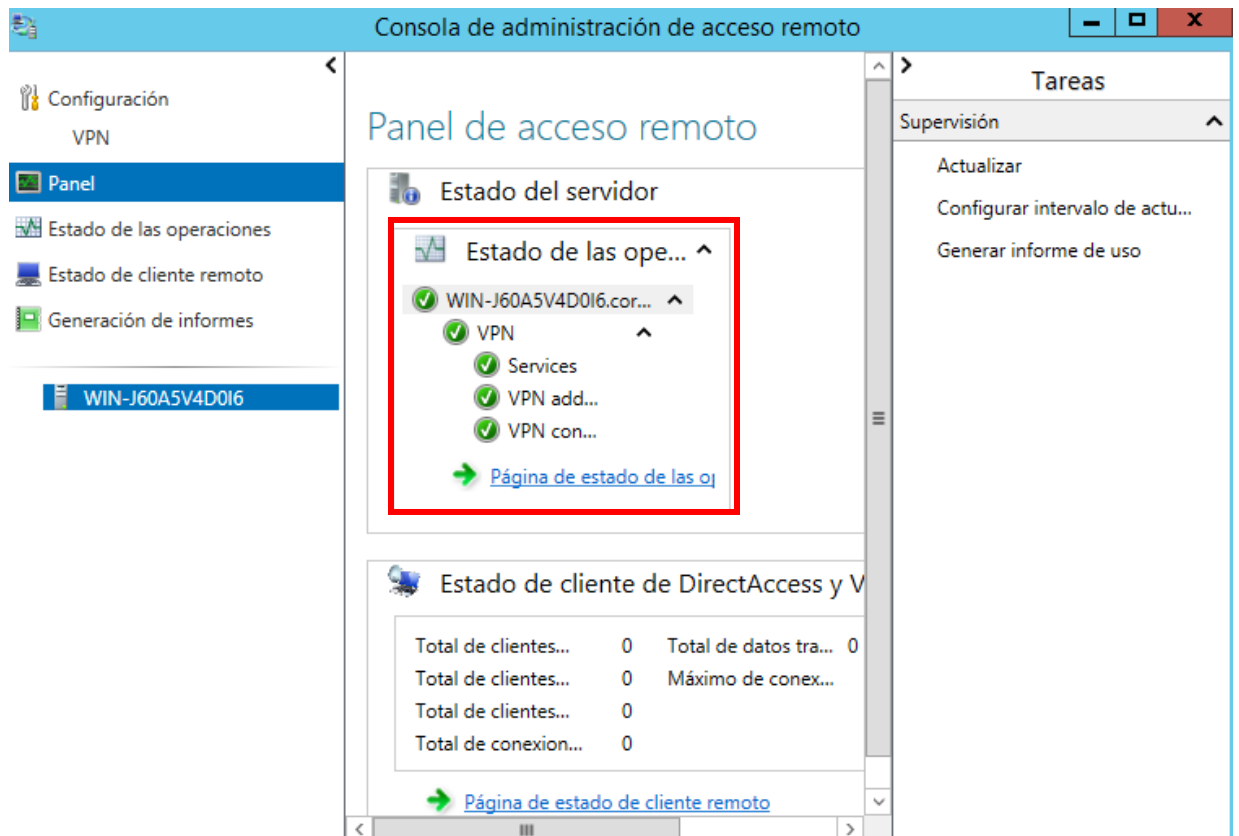 Consola de administración de acceso remoto
Configuración
VPN
Panel
Estado de las operaciones
Estado de cliente remoto
Generación de informes
WIN-J60A5V4D0I6
Panel de acceso remoto
Estado del servidor
Estado de las ope...
WIN-J60A5V4D0I6.cor...
VPN
Services
VPN add...
VPN con...
Página de estado de las o
Estado de cliente de DirectAccess y V
Total de clientes... 0 Total de datos tra... 0
Total de clientes... 0 Máximo de conex...
Total de clientes... 0
Total de conexion... 0
Página de estado de cliente remoto
Tareas
Supervisión
Actualizar
Configurar intervalo de actu...
Generar informe de uso